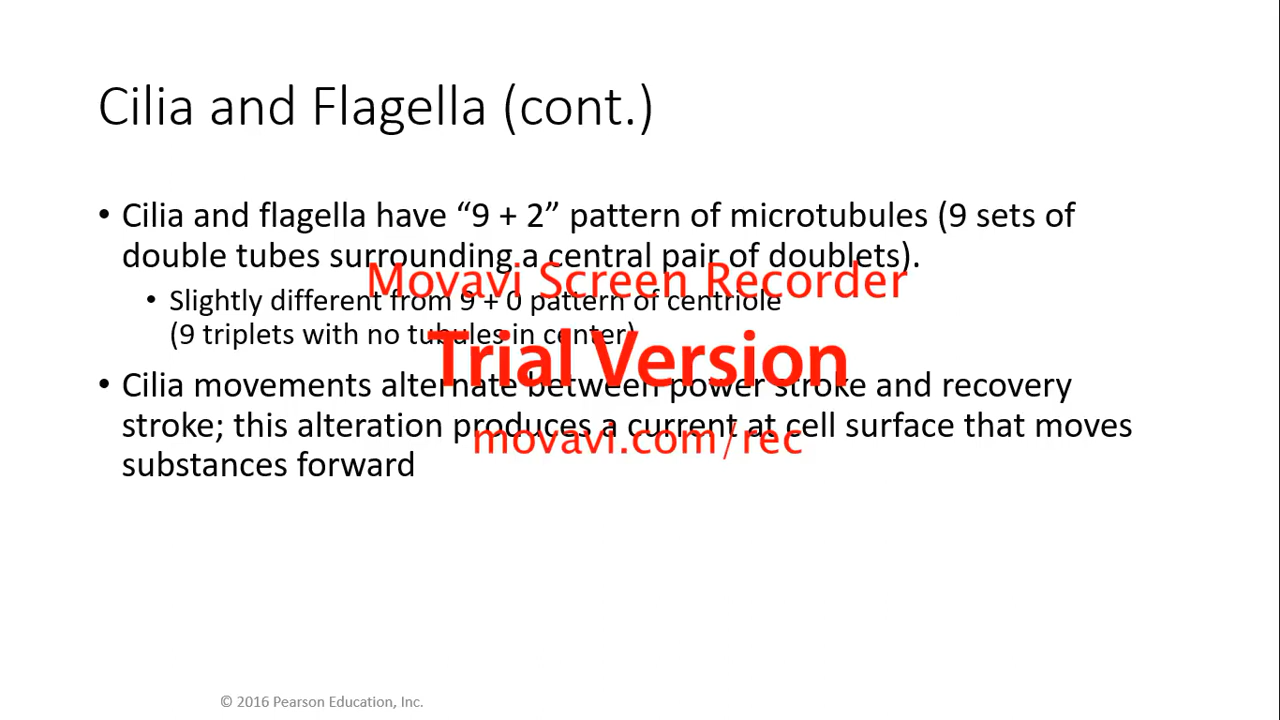 Cilia and Flagella (cont.)
• Cilia and flagella have “9 + 2” pattern of microtubules (9 sets of
double tubes surrounding a central pair of doublets).
Movavi Screen Recorder
• Slightly different from 9 + 0 pattern of centriole
(9 triplets with no tubules in center)
Trial Version
• Cilia movements alternate between power stroke and recovery
stroke; this alteration produces a current at cell surface that moves
movavi.com/rec
substances forward
© 2016 Pearson Education, Inc.